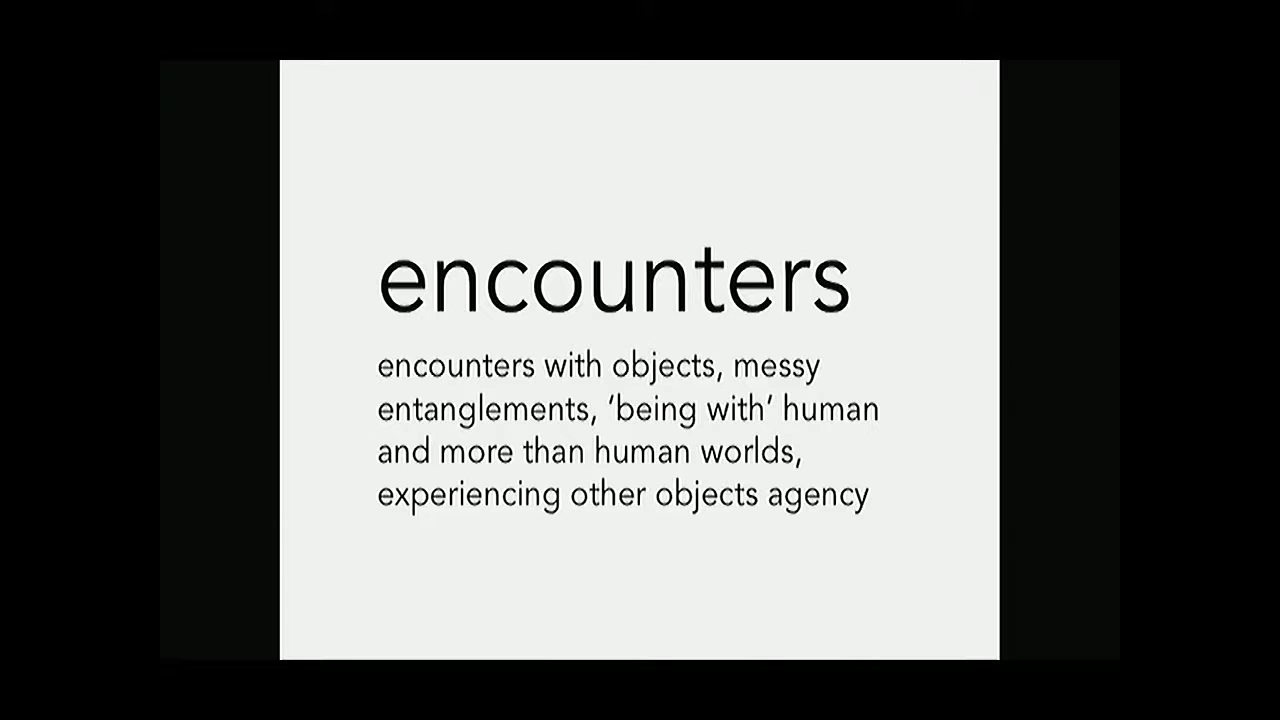 encounters
encounters with objects, messy
entanglements, ‘being with’ human
and more than human worlds,
experiencing other objects agency